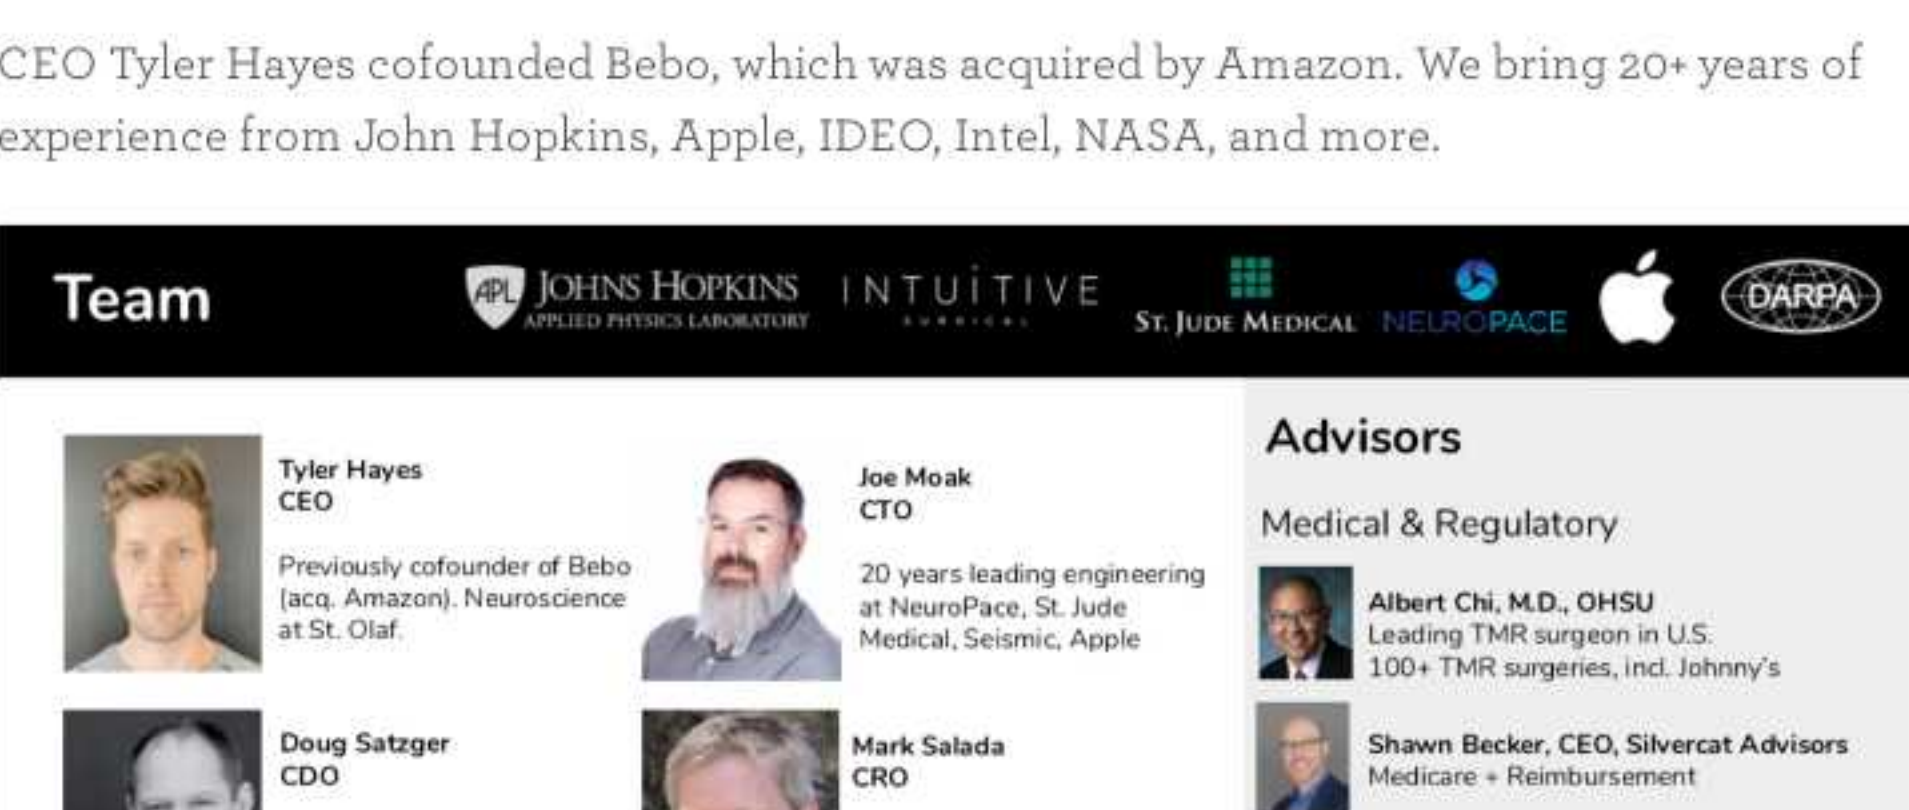 CEO Tyler Hayes cofounded Bebo, which was acquired by Amazon. We bring 20+ years of
experience from John Hopkins, Apple, IDEO, Intel, NASA, and more.
Team
APL JOHNS HOPKINS
APPLIED PHYSICS LABORATORY
INTUITIVE
SURGICAL
ST. JUDE MEDICAL
NEUROPACE
DARPA
Tyler Hayes
CEO
Previously cofounder of Bebo
(acq. Amazon). Neuroscience
at St. Olaf.
Joe Moak
CTO
20 years leading engineering
at NeuroPace, St. Jude
Medical, Seismic, Apple
Doug Satzger
CDO
Mark Salada
CRO
Advisors
Medical & Regulatory
Albert Chi, M.D., OHSU
Leading TMR surgeon in U.S.
100+ TMR surgeries, incl. Johnny's
Shawn Becker, CEO, Silvercat Advisors
Medicare + Reimbursement